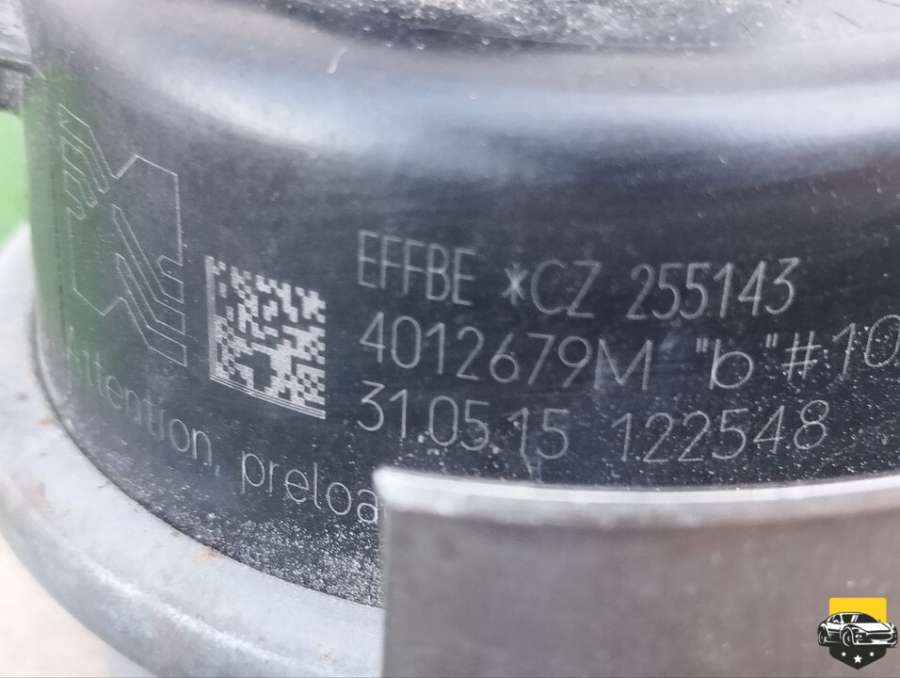 EFFBE *CZ 255143
4012679M "b"#10
31.05.15 122548
Attention, preloa